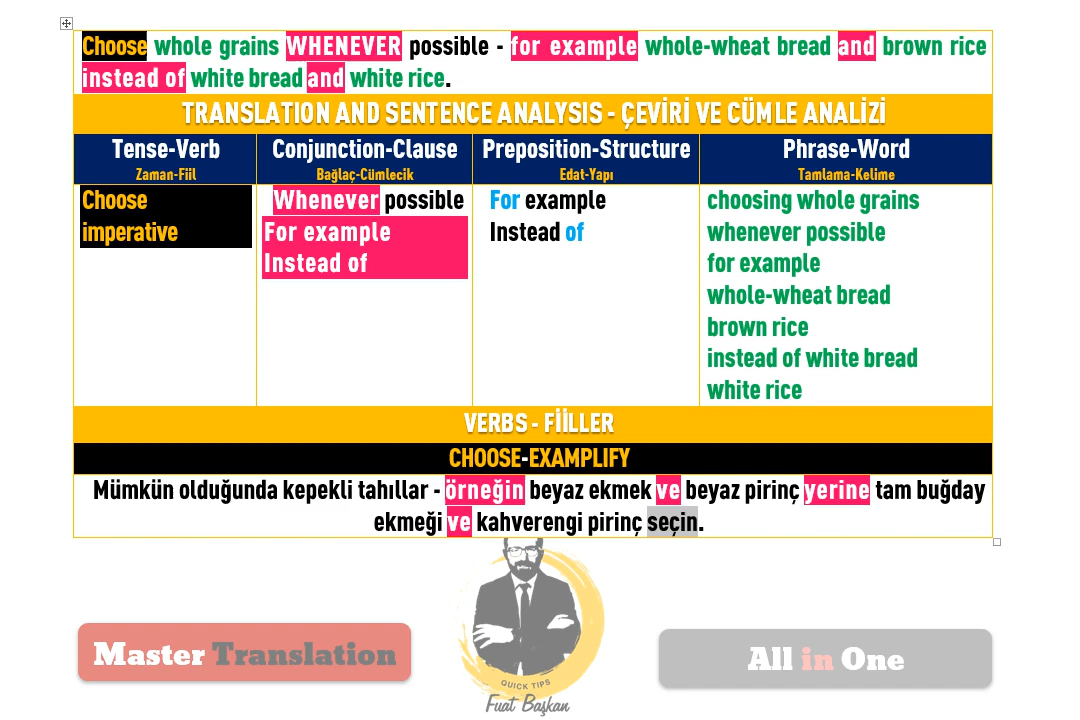 Choose whole grains WHENEVER possible - for example whole-wheat bread and brown rice
instead of white bread and white rice.
TRANSLATION AND SENTENCE ANALYSIS - ÇEVİRİ VE CÜMLE ANALİZİ
Tense-Verb Conjunction-Clause Preposition-Structure Phrase-Word
Zaman-Fiil Bağlaç-Cümlecik Edat-Yapı Tamlama-Kelime
Choose
imperative
Whenever possible
For example
Instead of
For example
Instead of
choosing whole grains
whenever possible
for example
whole-wheat bread
brown rice
instead of white bread
white rice
VERBS - FİİLLER
CHOOSE-EXAMPLIFY
Mümkün olduğunda kepekli tahıllar - örneğin beyaz ekmek ve beyaz pirinç yerine tam buğday
ekmeği ve kahverengi pirinç seçin.
Master Translation
QUICK TIPS
Fuat Başkan
All in One